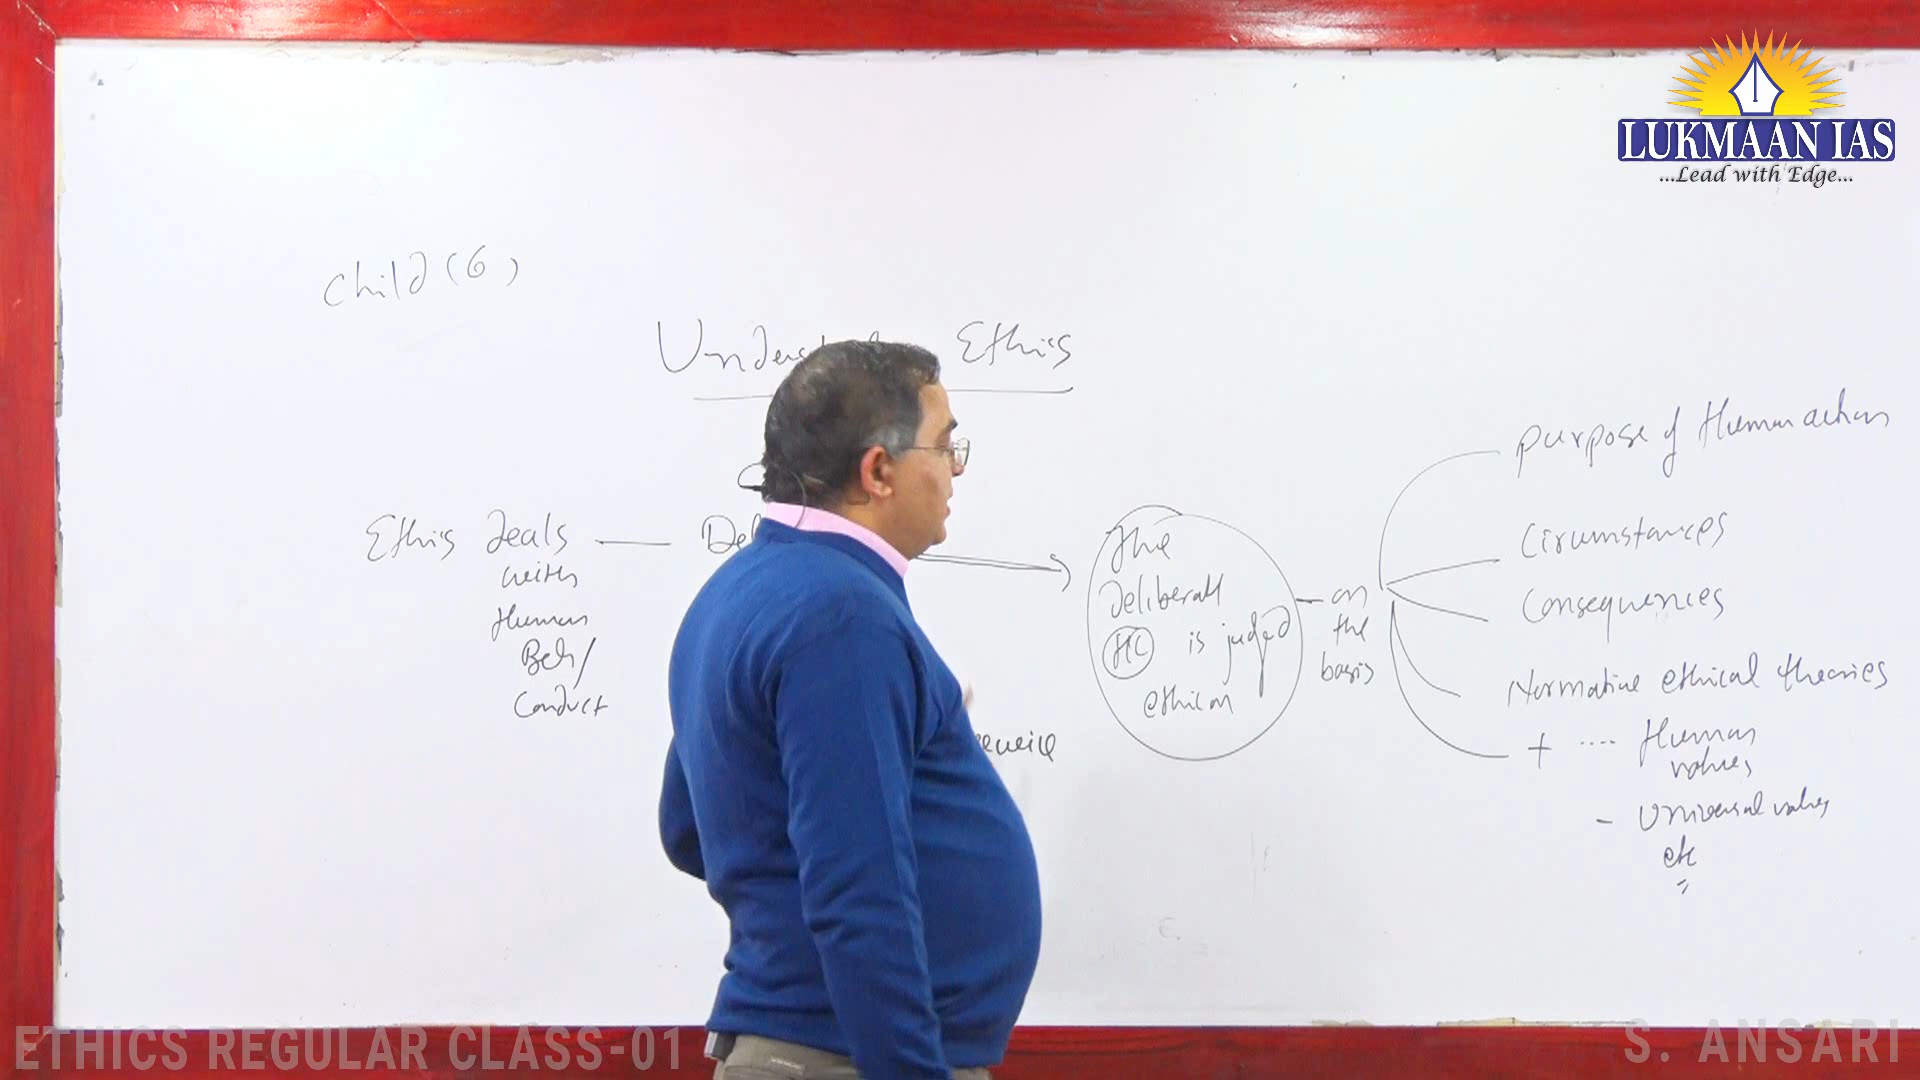 LUKMAAN IAS
...Lead with Edge...
Child (6)
Ethics
Ethics deals
with
Human
Beh/
Conduct
The
deliberate
HC is judged
ethical
on
the
basis
Purpose of Human action
Circumstances
Consequences
Normative ethical theories
+ .... Human
values
- Universal values
etc
ETHICS REGULAR CLASS-01
S. ANSARI